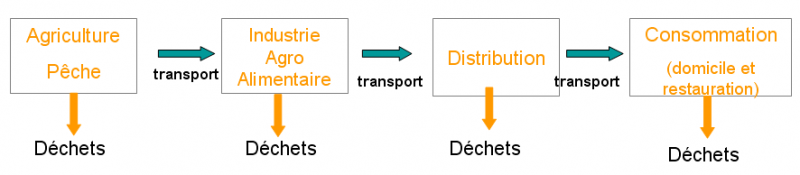 Agriculture
Pêche
transport
Industrie
Agro
Alimentaire
transport
Distribution
transport
Consommation
(domicile et
restauration)
Déchets
Déchets
Déchets
Déchets